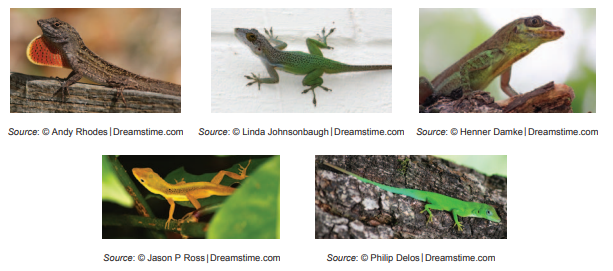 Source: © Andy Rhodes|Dreamstime.com
Source: © Linda Johnsonbaugh|Dreamstime.com
Source: © Henner Damke|Dreamstime.com
Source: © Jason P Ross|Dreamstime.com
Source: © Philip Delos|Dreamstime.com